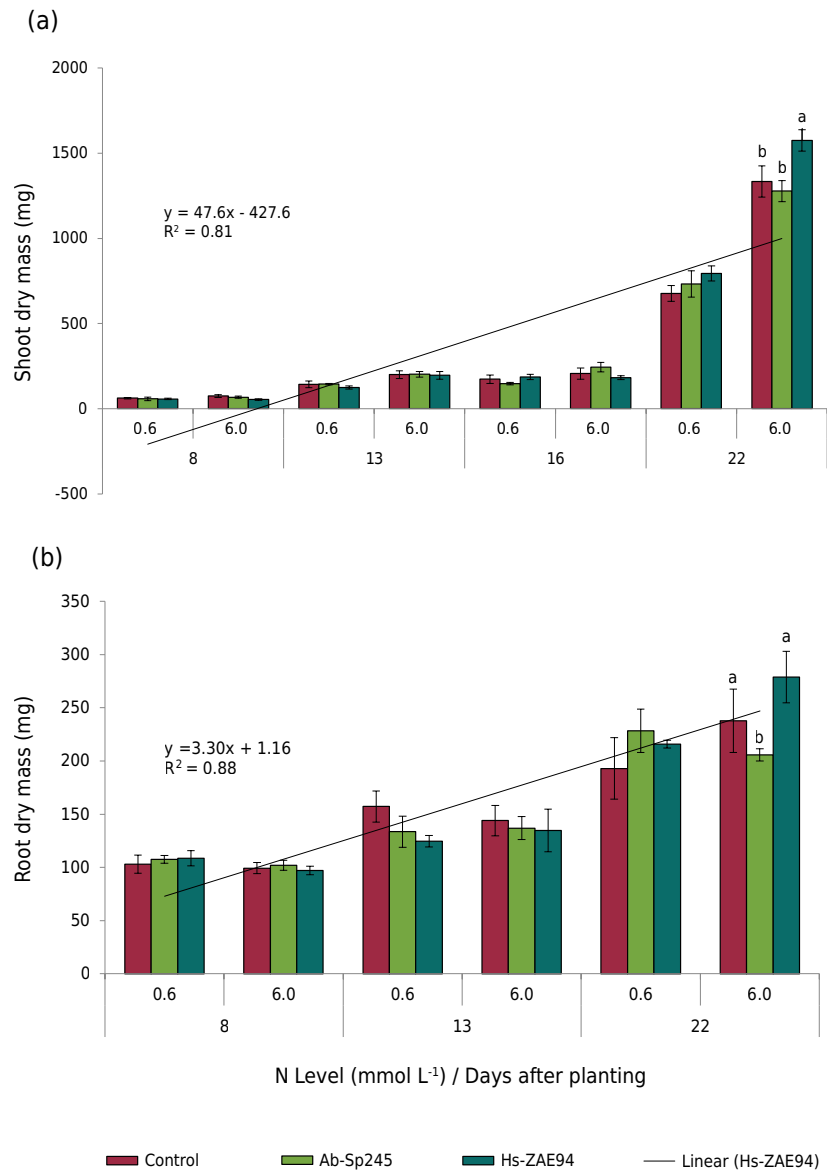 (a)
2000
1500
1000
500
0
-500
Shoot dry mass (mg)
y = 47.6x - 427.6
R² = 0.81
b
b
a
0.6 6.0 0.6 6.0 0.6 6.0 0.6 6.0
8 13 16 22
(b)
350
300
250
200
150
100
50
0
Root dry mass (mg)
y =3.30x + 1.16
R² = 0.88
a
b
a
0.6 6.0 0.6 6.0 0.6 6.0
8 13 22
N Level (mmol L⁻¹) / Days after planting
Control Ab-Sp245 Hs-ZAE94 Linear (Hs-ZAE94)